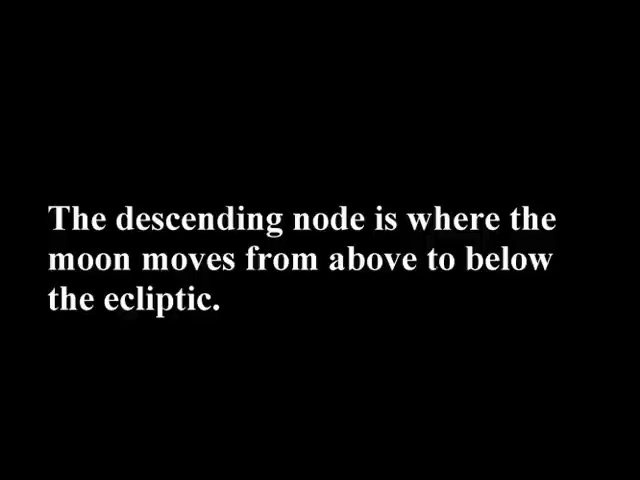 The descending node is where the
moon moves from above to below
the ecliptic.